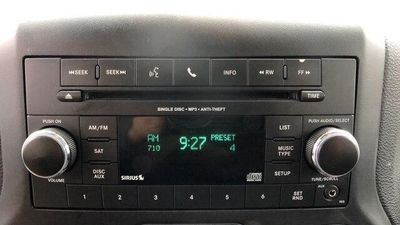 SEEK SEEK INFO RW FF
SINGLE DISC • MP3 • ANTI-THEFT TIME
PUSH ON PUSH AUDIO/SELECT
AM/FM LIST
AM 9:27 PRESET
710 4
SAT MUSIC TYPE
DISC AUX SETUP
VOLUME SIRIUS TUNE/SCROLL
1 2 3 4 5 6 SET RND AUX